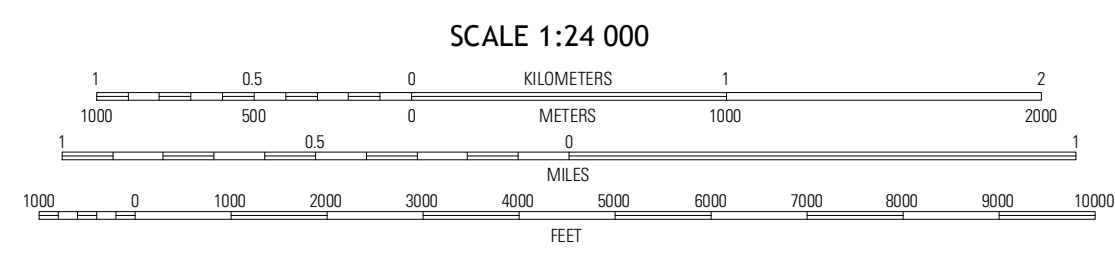 SCALE 1:24 000
1 0.5 0 KILOMETERS 1 2
1000 500 0 METERS 1000 2000
1 0.5 0 1
MILES
1000 0 1000 2000 3000 4000 5000 6000 7000 8000 9000 10000
FEET